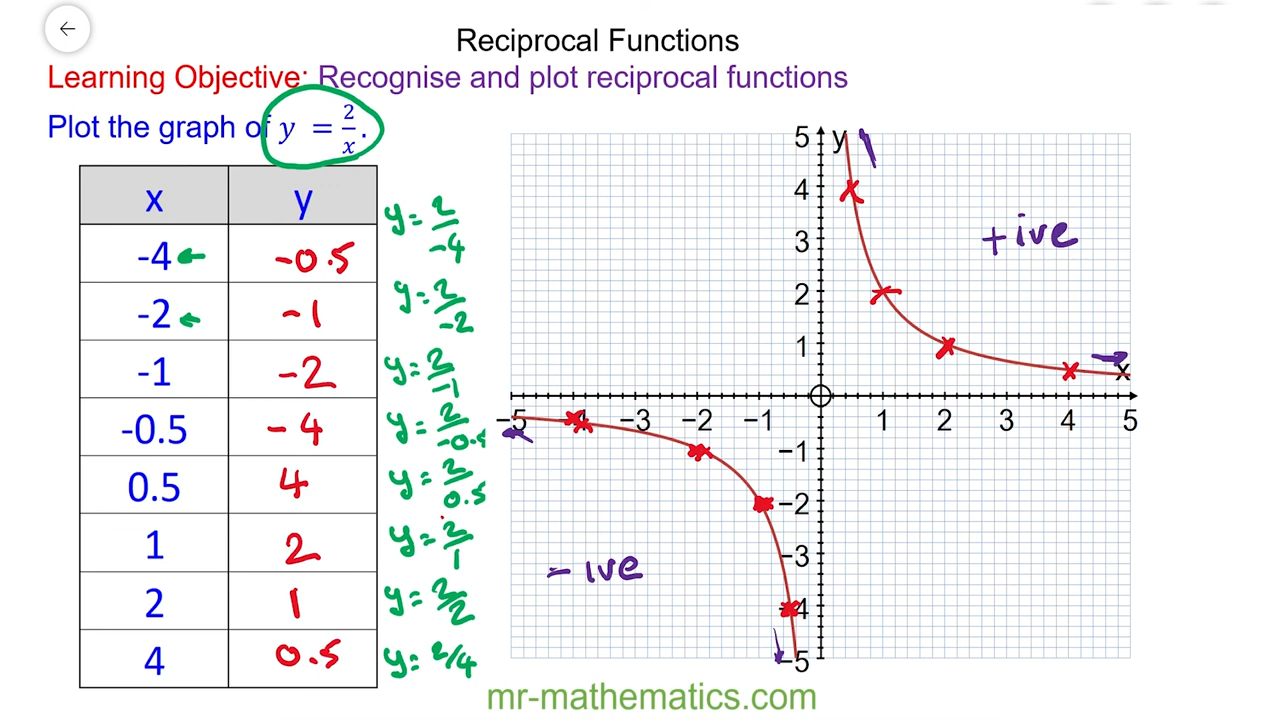 Reciprocal Functions
Learning Objective: Recognise and plot reciprocal functions
Plot the graph of y = 2/x.
x y
-4 -0.5 y = 2/-4
-2 -1 y = 2/-2
-1 -2 y = 2/-1
-0.5 -4 y = 2/-0.5
0.5 4 y = 2/0.5
1 2 y = 2/1
2 1 y = 2/2
4 0.5 y = 2/4
5 y
4
3 +ive
2
1
x
−5 −4 −3 −2 −1 1 2 3 4 5
−1
−2
−3
- ive
−4
−5
mr-mathematics.com